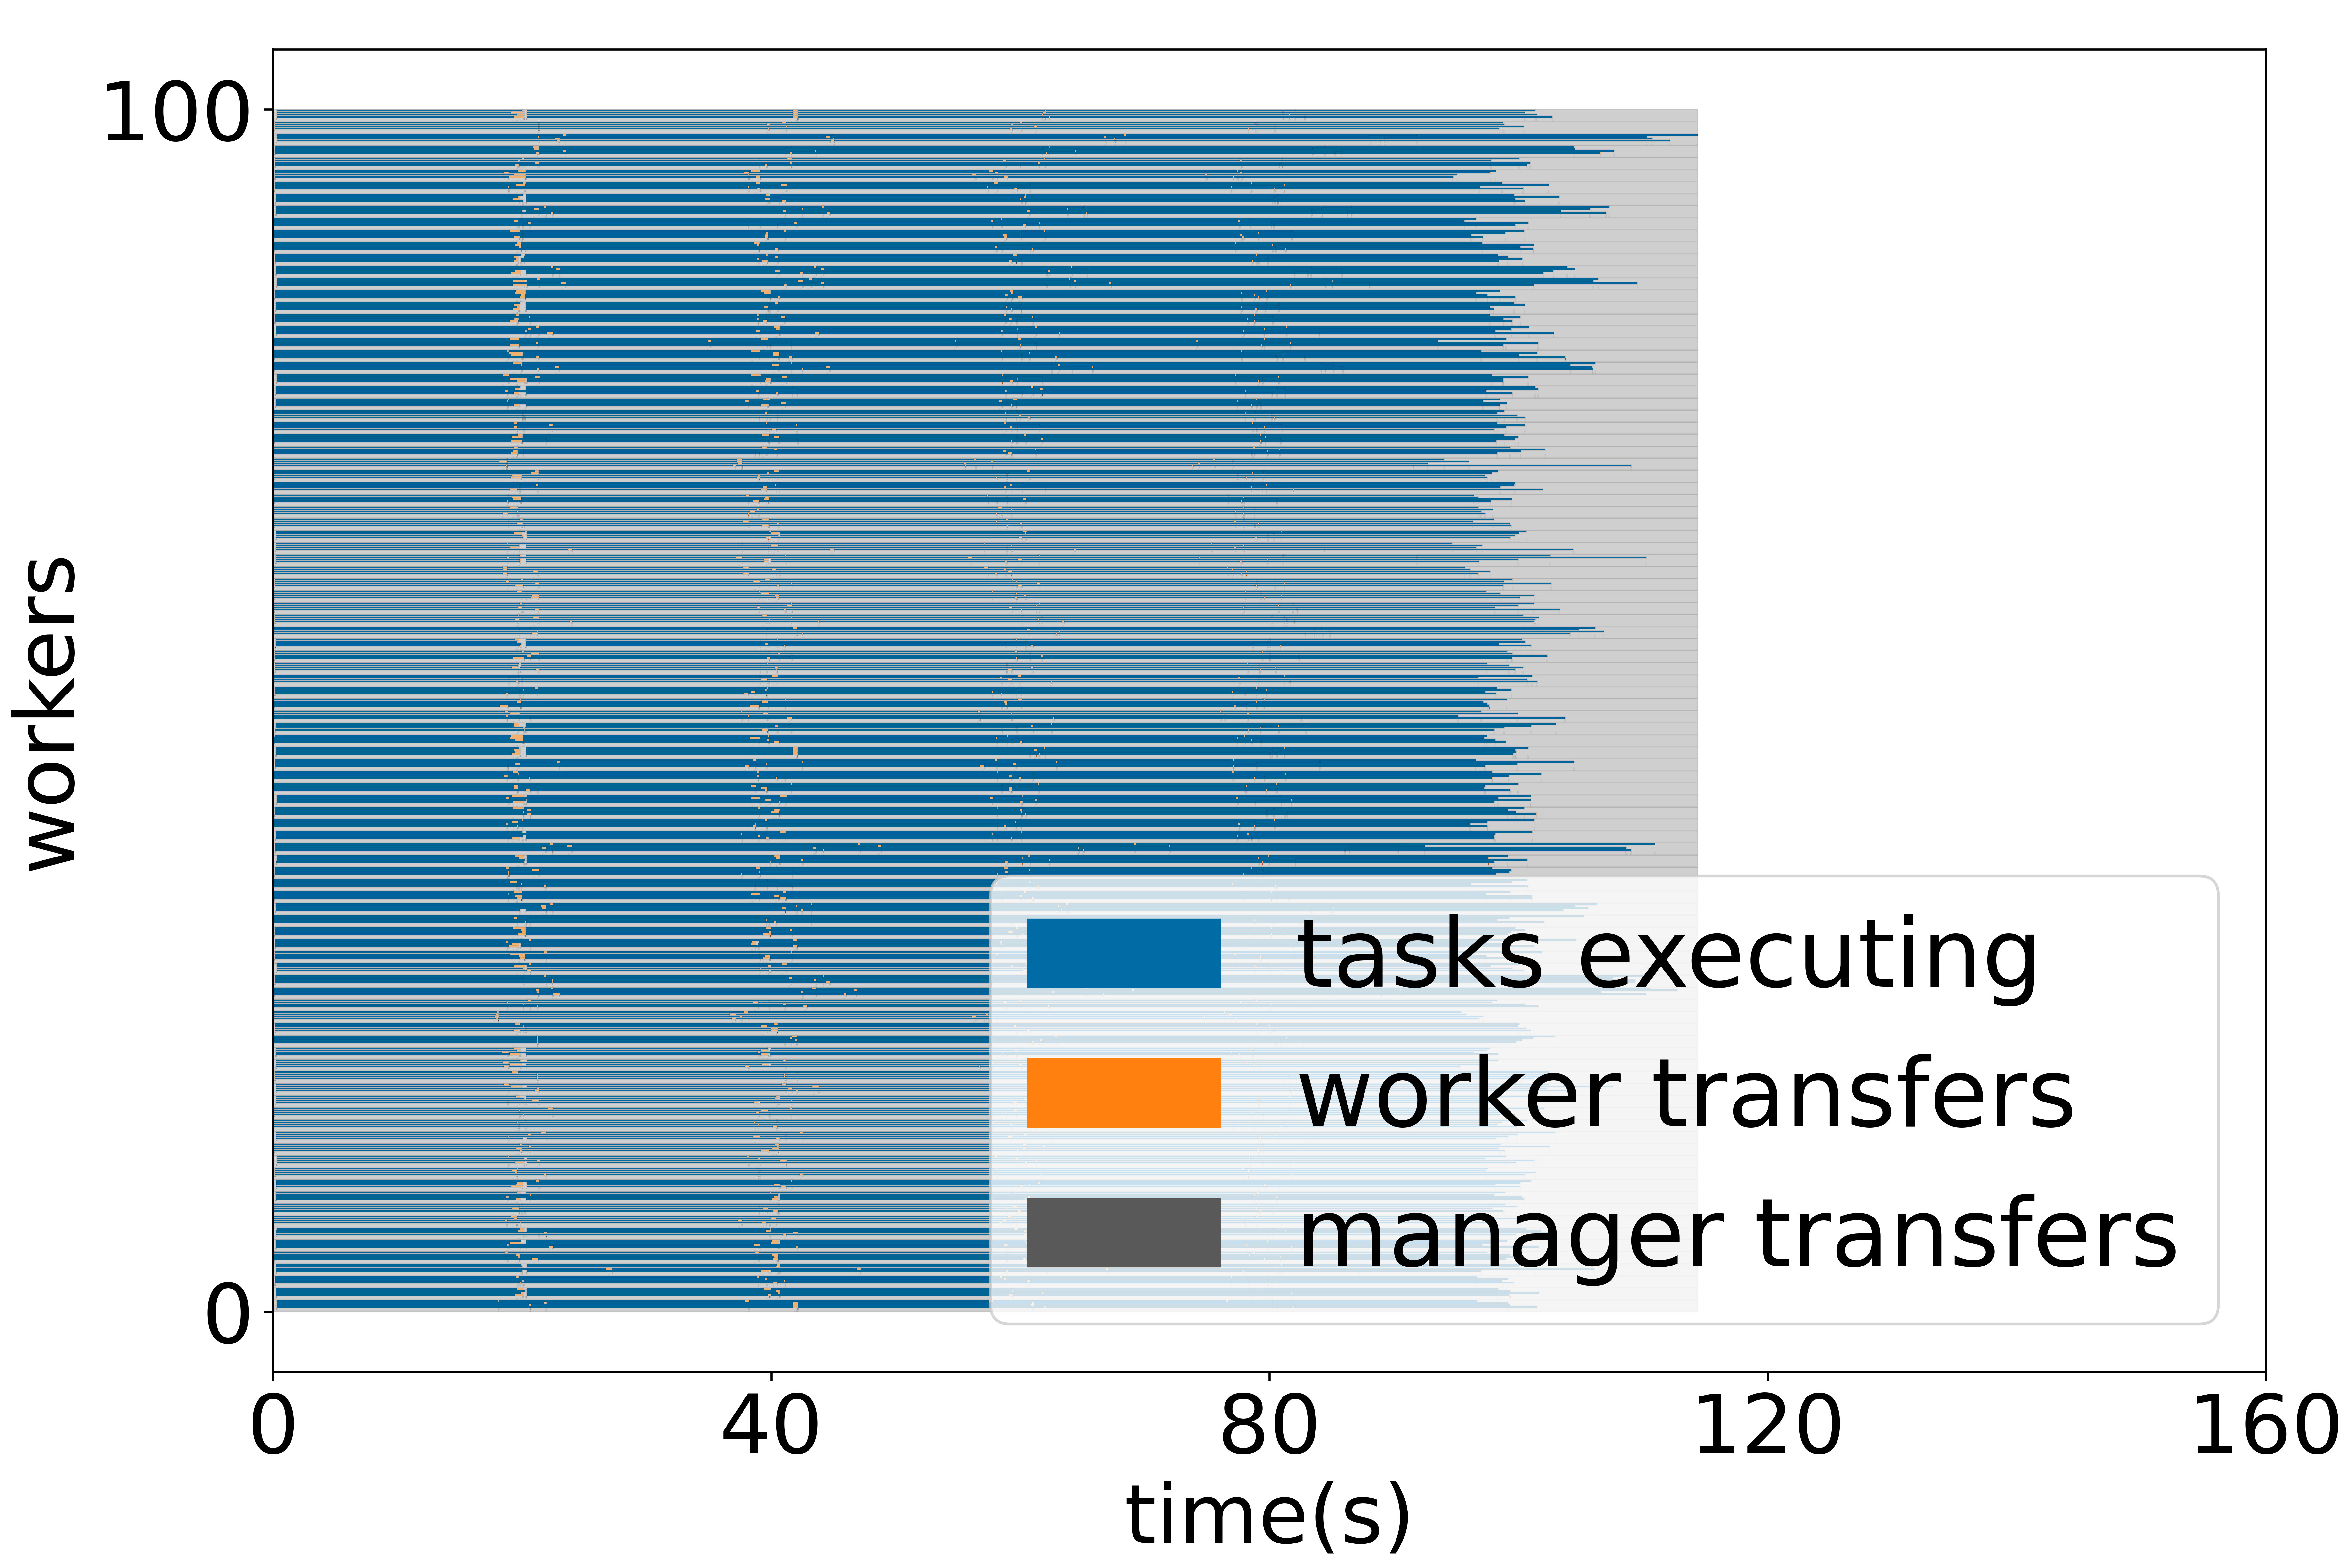 100
0
workers
tasks executing
worker transfers
manager transfers
0 40 80 120 160
time(s)